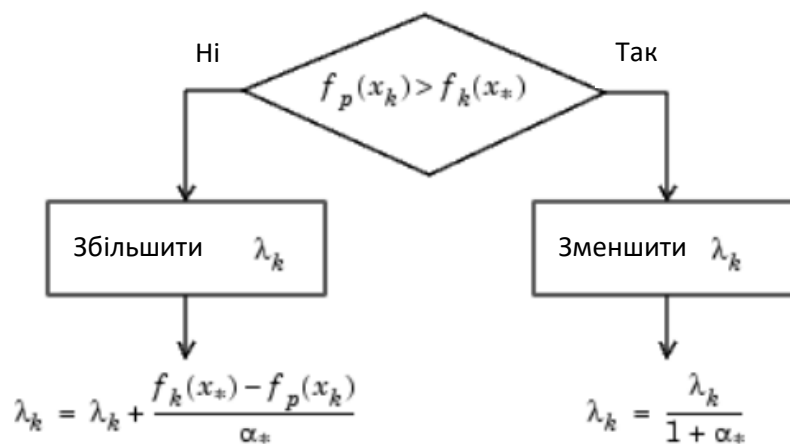 Ні
Так
f_p(x_k) > f_k(x_*)
Збільшити λ_k
Зменшити λ_k
λ_k = λ_k + (f_k(x_*) − f_p(x_k)) / α_*
λ_k = λ_k / (1 + α_*)